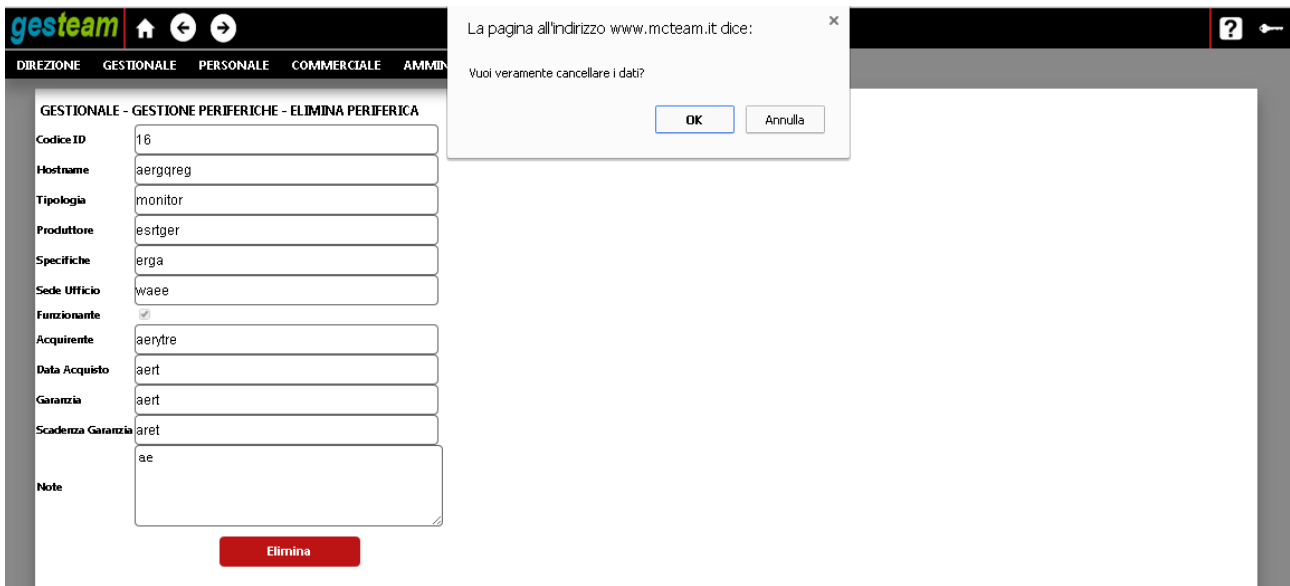 gesteam
DIREZIONE GESTIONALE PERSONALE COMMERCIALE AMMIN
La pagina all'indirizzo www.mcteam.it dice:
Vuoi veramente cancellare i dati?
OK Annulla
GESTIONALE - GESTIONE PERIFERICHE - ELIMINA PERIFERICA
Codice ID 16
Hostname aergqreg
Tipologia monitor
Produttore esrtger
Specifiche erga
Sede Ufficio waee
Funzionante
Acquirente aerytre
Data Acquisto aert
Garanzia aert
Scadenza Garanzia aret
Note ae
Elimina